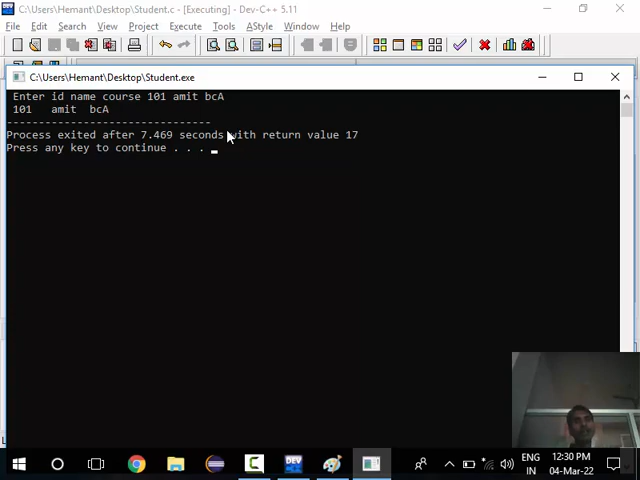 C:\Users\Hemant\Desktop\Student.c - [Executing] - Dev-C++ 5.11
File Edit Search View Project Execute Tools AStyle Window Help
C:\Users\Hemant\Desktop\Student.exe
Enter id name course 101 amit bcA
101 amit bcA
--------------------------------
Process exited after 7.469 seconds with return value 17
Press any key to continue . . .
DEV
ENG
IN
12:30 PM
04-Mar-22